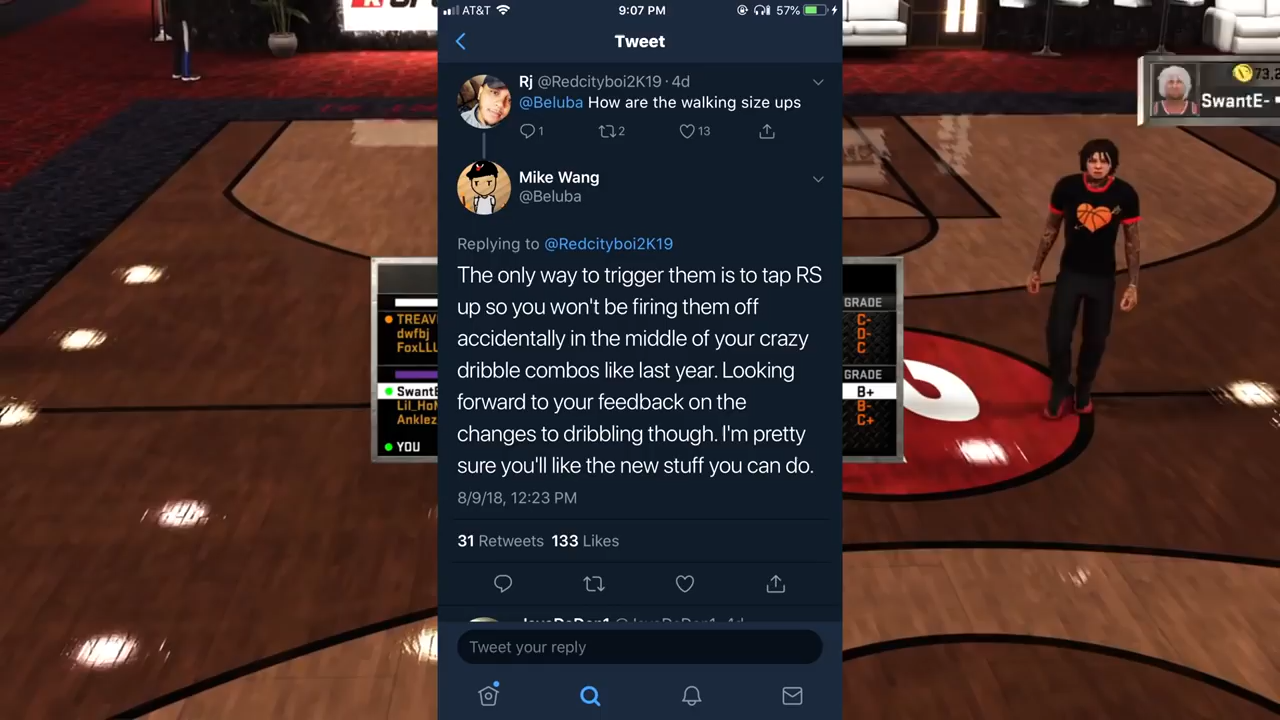 AT&T 9:07 PM 57%
Tweet
Rj @Redcityboi2K19 · 4d
@Beluba How are the walking size ups
1 2 13
Mike Wang
@Beluba
Replying to @Redcityboi2K19
The only way to trigger them is to tap RS
up so you won't be firing them off
accidentally in the middle of your crazy
dribble combos like last year. Looking
forward to your feedback on the
changes to dribbling though. I'm pretty
sure you'll like the new stuff you can do.
8/9/18, 12:23 PM
31 Retweets 133 Likes
Tweet your reply
SwantE-
GRADE
TREAV C-
dwfbj D-
FoxLLU C
GRADE
SwantE B+
Lil_Ho B-
Anklez C+
YOU